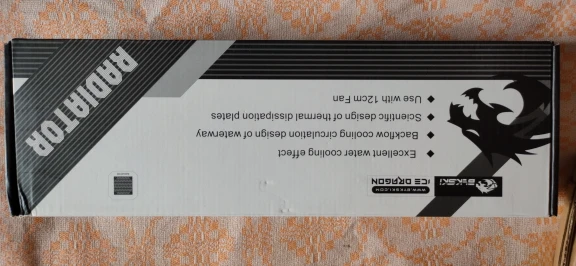 BYKSKI
WWW.BYKSKI.COM
ICE DRAGON
Excellent water cooling effect
Backflow cooling circulation design of waterway
Scientific design of thermal dissipation plates
Use with 12cm Fan
RADIATOR